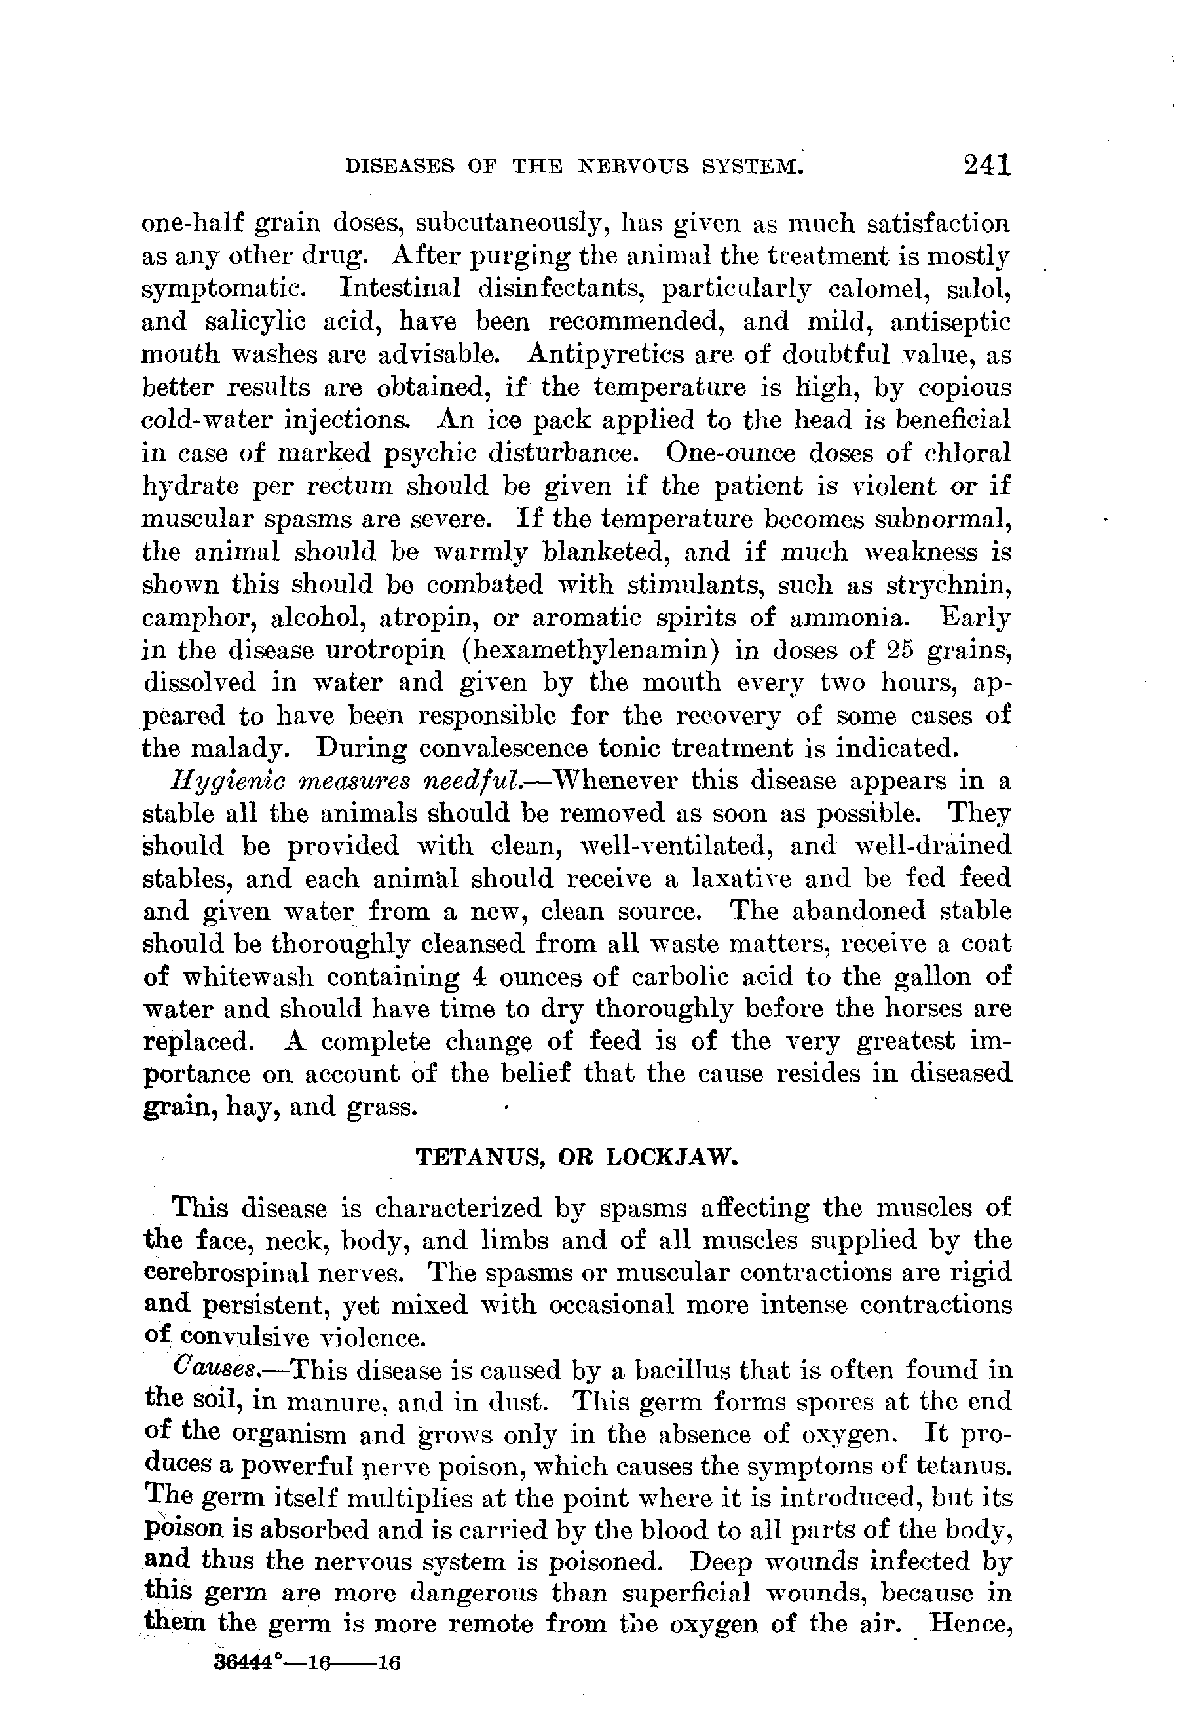 DISEASES OF THE NERVOUS SYSTEM. 241
one-half grain doses, subcutaneously, has given as much satisfaction
as any other drug. After purging the animal the treatment is mostly
symptomatic. Intestinal disinfectants, particularly calomel, salol,
and salicylic acid, have been recommended, and mild, antiseptic
mouth washes are advisable. Antipyretics are of doubtful value, as
better results are obtained, if the temperature is high, by copious
cold-water injections. An ice pack applied to the head is beneficial
in case of marked psychic disturbance. One-ounce doses of chloral
hydrate per rectum should be given if the patient is violent or if
muscular spasms are severe. If the temperature becomes subnormal,
the animal should be warmly blanketed, and if much weakness is
shown this should be combated with stimulants, such as strychnin,
camphor, alcohol, atropin, or aromatic spirits of ammonia. Early
in the disease urotropin (hexamethylenamin) in doses of 25 grains,
dissolved in water and given by the mouth every two hours, ap-
peared to have been responsible for the recovery of some cases of
the malady. During convalescence tonic treatment is indicated.
Hygienic measures needful.—Whenever this disease appears in a
stable all the animals should be removed as soon as possible. They
should be provided with clean, well-ventilated, and well-drained
stables, and each animal should receive a laxative and be fed feed
and given water from a new, clean source. The abandoned stable
should be thoroughly cleansed from all waste matters, receive a coat
of whitewash containing 4 ounces of carbolic acid to the gallon of
water and should have time to dry thoroughly before the horses are
replaced. A complete change of feed is of the very greatest im-
portance on account of the belief that the cause resides in diseased
grain, hay, and grass.
TETANUS, OR LOCKJAW.
This disease is characterized by spasms affecting the muscles of
the face, neck, body, and limbs and of all muscles supplied by the
cerebrospinal nerves. The spasms or muscular contractions are rigid
and persistent, yet mixed with occasional more intense contractions
of convulsive violence.
Causes.—This disease is caused by a bacillus that is often found in
the soil, in manure, and in dust. This germ forms spores at the end
of the organism and grows only in the absence of oxygen. It pro-
duces a powerful nerve poison, which causes the symptoms of tetanus.
The germ itself multiplies at the point where it is introduced, but its
poison is absorbed and is carried by the blood to all parts of the body,
and thus the nervous system is poisoned. Deep wounds infected by
this germ are more dangerous than superficial wounds, because in
them the germ is more remote from the oxygen of the air. Hence,
36444°—16——16